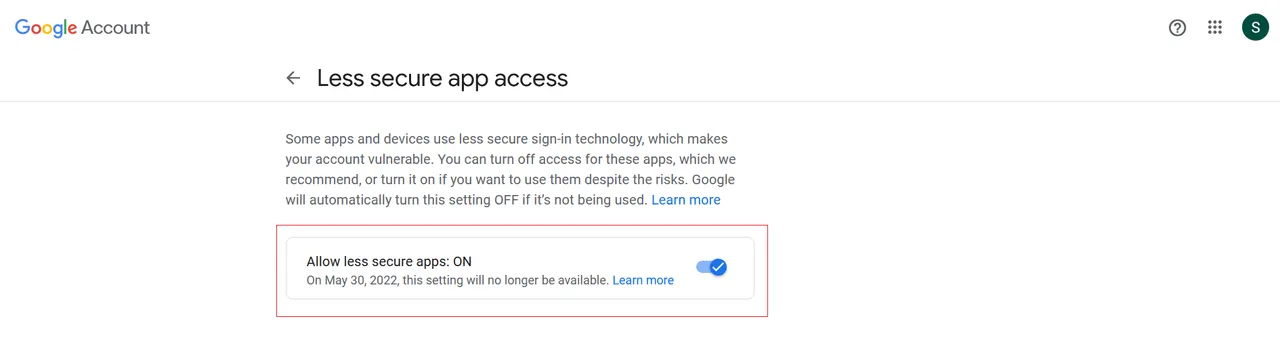 Google Account
S
Less secure app access
Some apps and devices use less secure sign-in technology, which makes
your account vulnerable. You can turn off access for these apps, which we
recommend, or turn it on if you want to use them despite the risks. Google
will automatically turn this setting OFF if it's not being used. Learn more
Allow less secure apps: ON
On May 30, 2022, this setting will no longer be available. Learn more